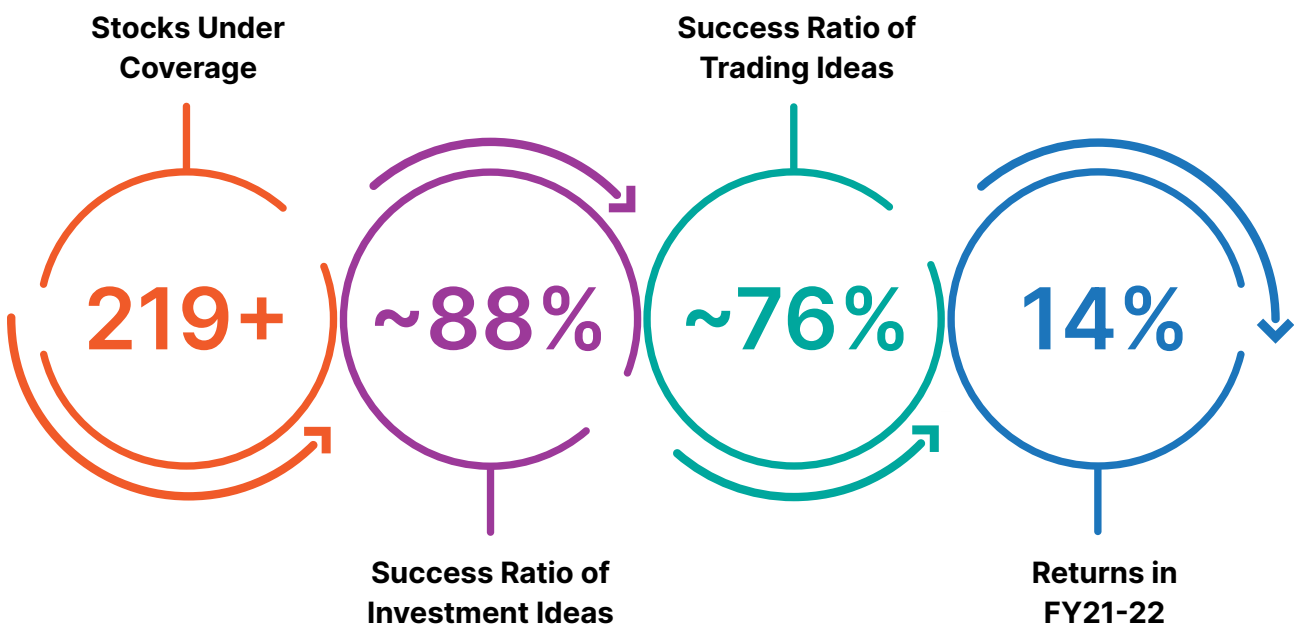 Stocks Under
Coverage
219+
~88%
Success Ratio of
Investment Ideas
Success Ratio of
Trading Ideas
~76%
14%
Returns in
FY21-22